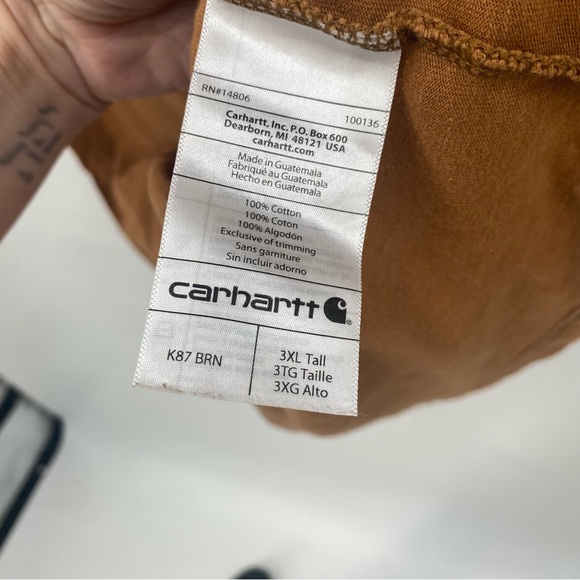 RN#14806 100136
Carhartt, Inc. P.O. Box 600
Dearborn, MI 48121 USA
carhartt.com
Made in Guatemala
Fabriqué au Guatemala
Hecho en Guatemala
100% Cotton
100% Coton
100% Algodón
Exclusive of trimming
Sans garniture
Sin incluir adorno
carhartt
K87 BRN
3XL Tall
3TG Taille
3XG Alto